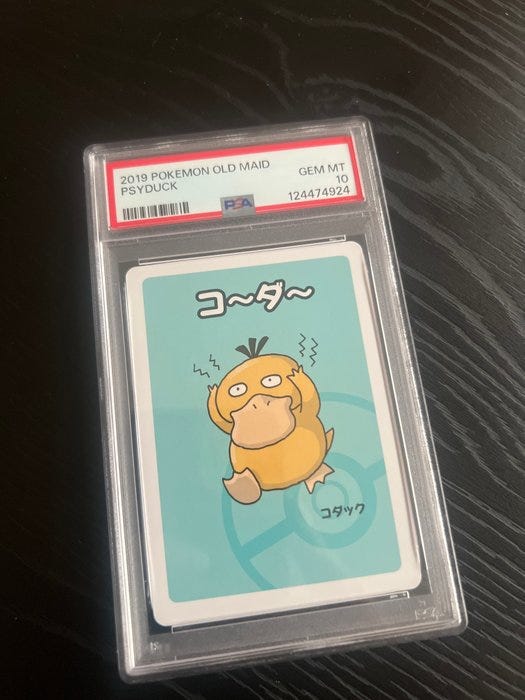 2019 POKEMON OLD MAID
PSYDUCK
GEM MT
10
124474924
PSA
コ〜ダ〜
コダック